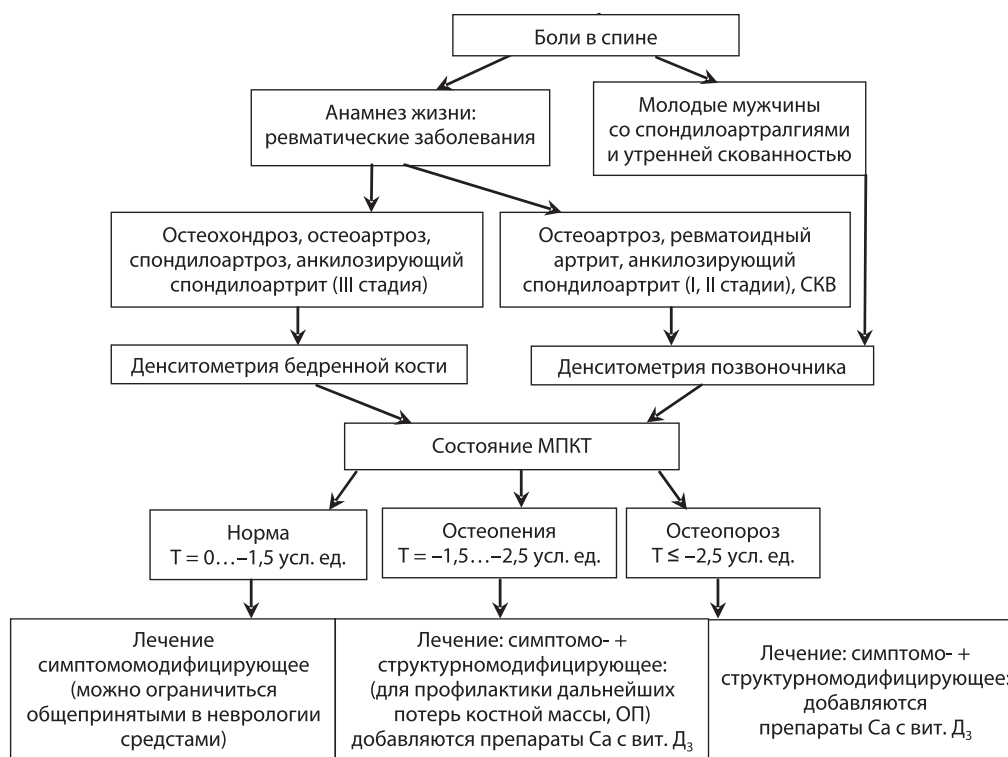 Боли в спине
Анамнез жизни:
ревматические заболевания
Молодые мужчины
со спондилоартралгиями
и утренней скованностью
Остеохондроз, остеоартроз,
спондилоартроз, анкилозирующий
спондилоартрит (III стадия)
Остеоартроз, ревматоидный
артрит, анкилозирующий
спондилоартрит (I, II стадии), СКВ
Денситометрия бедренной кости
Денситометрия позвоночника
Состояние МПКТ
Норма
Т = 0…–1,5 усл. ед.
Остеопения
Т = –1,5…–2,5 усл. ед.
Остеопороз
Т ≤ –2,5 усл. ед.
Лечение
симптомомодифицирующее
(можно ограничиться
общепринятыми в неврологии
средстами)
Лечение: симптомо- +
структурномодифицирующее:
(для профилактики дальнейших
потерь костной массы, ОП)
добавляются препараты Са с вит. Д₃
Лечение: симптомо- +
структурномодифицирующее:
добавляются
препараты Са с вит. Д₃